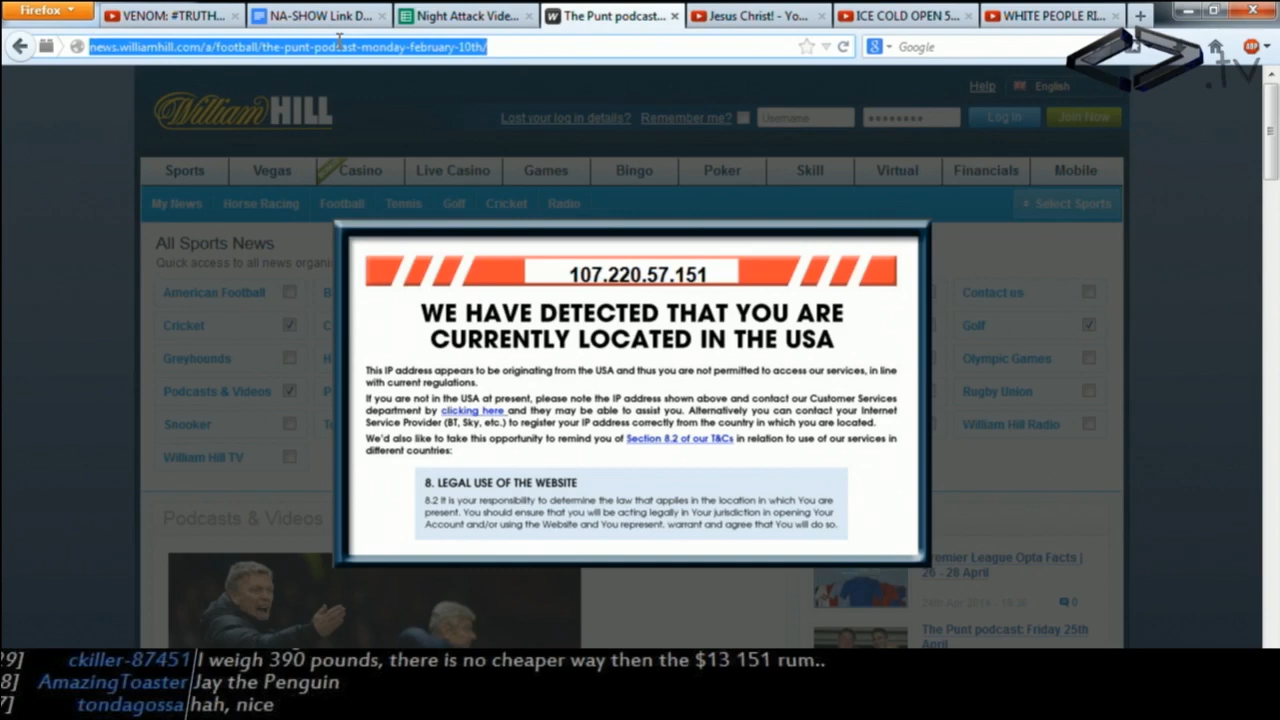 Firefox
VENOM: #TRUTH...
NA-SHOW Link D...
Night Attack Vide...
The Punt podcast...
Jesus Christ! - Yo...
ICE COLD OPEN 5...
WHITE PEOPLE RI...
news.williamhill.com/a/football/the-punt-podcast-monday-february-10th/
Google
.tv
Help English
William HILL
Lost your log in details? Remember me? Username Log In Join Now
Sports Vegas Casino Live Casino Games Bingo Poker Skill Virtual Financials Mobile
My News Horse Racing Football Tennis Golf Cricket Radio Select Sports
All Sports News
Quick access to all news organi
American Football
Contact us
Cricket
Golf
Greyhounds
Olympic Games
Podcasts & Videos
Rugby Union
Snooker
William Hill Radio
William Hill TV
107.220.57.151
WE HAVE DETECTED THAT YOU ARE
CURRENTLY LOCATED IN THE USA
This IP address appears to be originating from the USA and thus you are not permitted to access our services, in line
with current regulations.
If you are not in the USA at present, please note the IP address shown above and contact our Customer Services
department by clicking here and they may be able to assist you. Alternatively you can contact your Internet
Service Provider (BT, Sky, etc.) to register your IP address correctly from the country in which you are located.
We'd also like to take this opportunity to remind you of Section 8.2 of our T&Cs in relation to use of our services in
different countries:
8. LEGAL USE OF THE WEBSITE
8.2 It is your responsibility to determine the law that applies in the location in which You are
present. You should ensure that you will be acting legally in Your jurisdiction in opening Your
Account and/or using the Website and You represent, warrant and agree that You will do so.
Podcasts & Videos
Premier League Opta Facts |
26 - 28 April
0
The Punt podcast: Friday 25th
April
29] ckiller-87451 I weigh 390 pounds, there is no cheaper way then the $13 151 rum..
8] AmazingToaster Jay the Penguin
7] tondagossa hah, nice